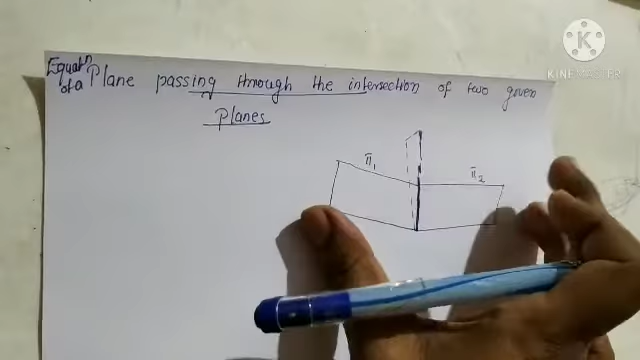 Equatn of a Plane passing through the intersection of two given
Planes
π₁
π₂
K
KINEMASTER